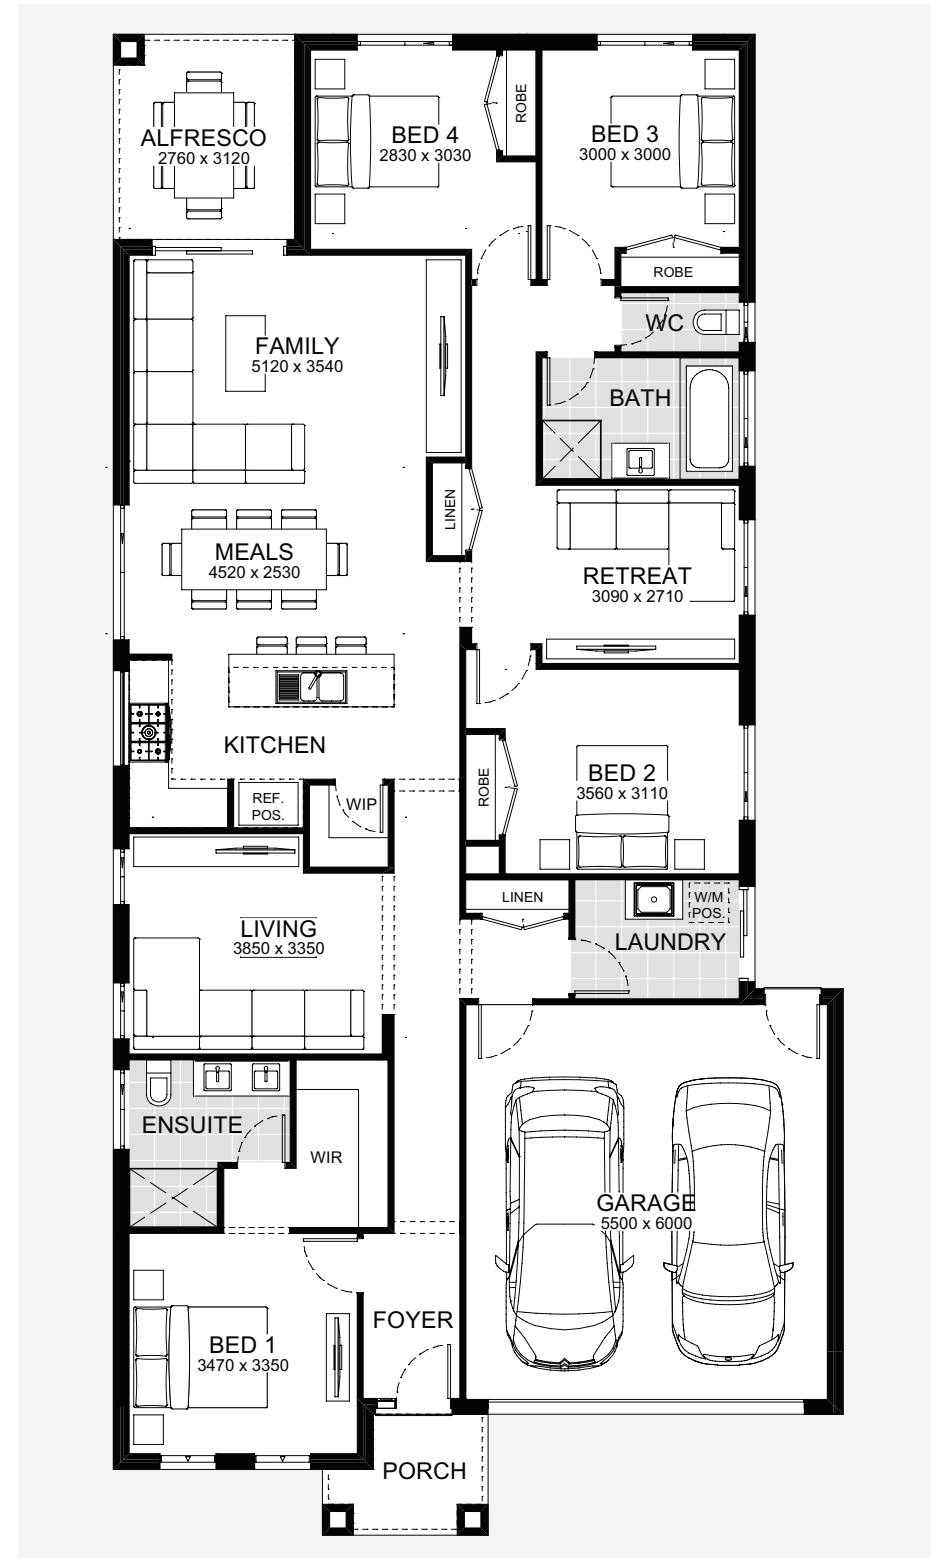 ROBE
BED 4
2830 x 3030
BED 3
3000 x 3000
ALFRESCO
2760 x 3120
ROBE
WC
FAMILY
5120 x 3540
BATH
LINEN
MEALS
4520 x 2530
RETREAT
3090 x 2710
KITCHEN
BED 2
3560 x 3110
ROBE
REF.
POS.
WIP
LINEN
W/M
POS.
LIVING
3850 x 3350
LAUNDRY
ENSUITE
WIR
GARAGE
5500 x 6000
FOYER
BED 1
3470 x 3350
PORCH